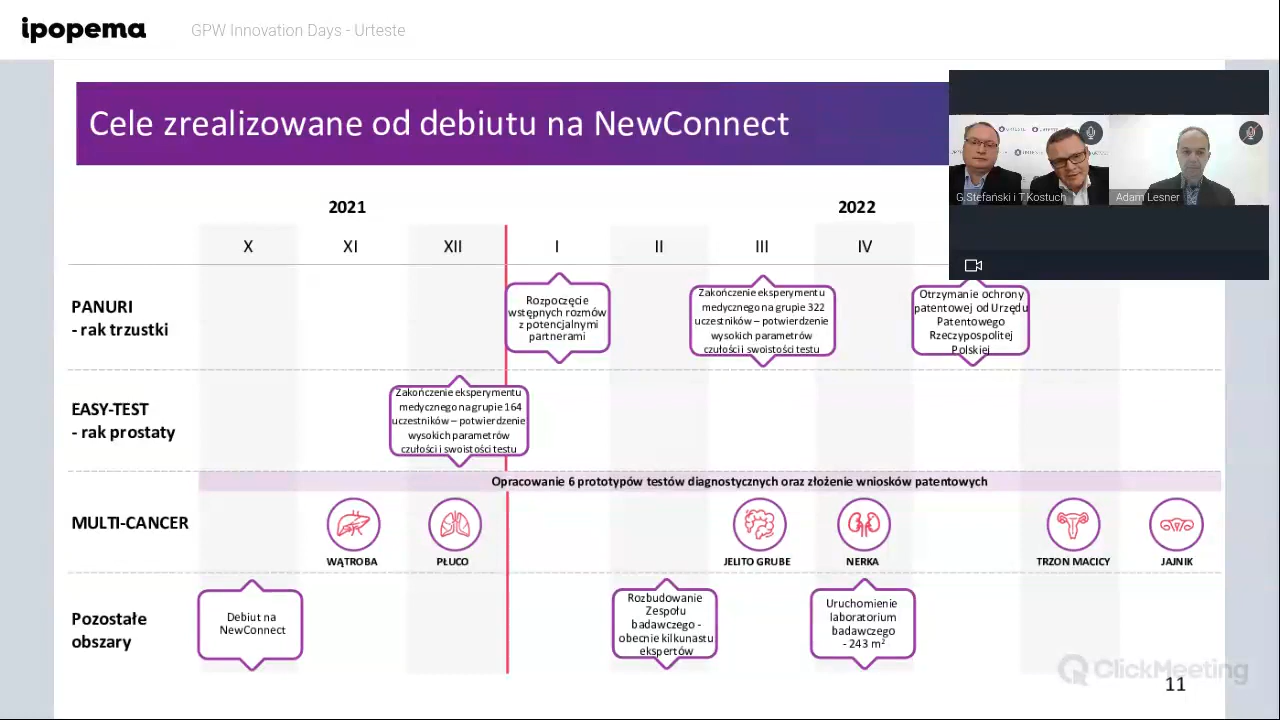 ipopema
GPW Innovation Days - Urteste
Cele zrealizowane od debiutu na NewConnect
G.Stefański i T.Kostuch
Adam Lesner
2021
2022
X
XI
XII
I
II
III
IV
PANURI
- rak trzustki
Rozpoczęcie
wstępnych rozmów
z potencjalnymi
partnerami
Zakończenie eksperymentu
medycznego na grupie 322
uczestników – potwierdzenie
wysokich parametrów
czułości i swoistości testu
Otrzymanie ochrony
patentowej od Urzędu
Patentowego
Rzeczypospolitej
Polskiej
EASY-TEST
- rak prostaty
Zakończenie eksperymentu
medycznego na grupie 164
uczestników – potwierdzenie
wysokich parametrów
czułości i swoistości testu
Opracowanie 6 prototypów testów diagnostycznych oraz złożenie wniosków patentowych
MULTI-CANCER
WĄTROBA
PŁUCO
JELITO GRUBE
NERKA
TRZON MACICY
JAJNIK
Pozostałe
obszary
Debiut na
NewConnect
Rozbudowanie
Zespołu
badawczego -
obecnie kilkunastu
ekspertów
Uruchomienie
laboratorium
badawczego
- 243 m²
ClickMeeting
11